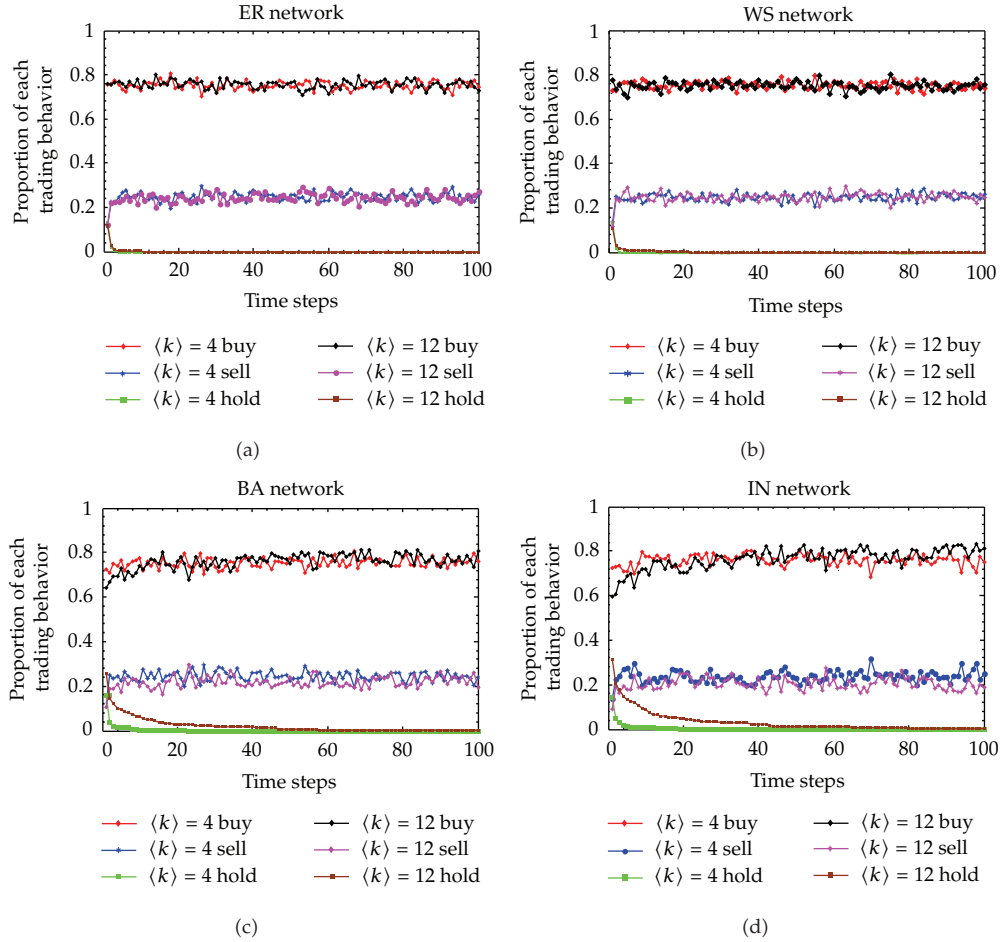 ER network
Proportion of each
trading behavior
1
0.8
0.6
0.4
0.2
0
20 40 60 80 100
Time steps
⟨k⟩ = 4 buy
⟨k⟩ = 4 sell
⟨k⟩ = 4 hold
⟨k⟩ = 12 buy
⟨k⟩ = 12 sell
⟨k⟩ = 12 hold
(a)
WS network
Proportion of each
trading behavior
1
0.8
0.6
0.4
0.2
0
0 20 40 60 80 100
Time steps
⟨k⟩ = 4 buy
⟨k⟩ = 4 sell
⟨k⟩ = 4 hold
⟨k⟩ = 12 buy
⟨k⟩ = 12 sell
⟨k⟩ = 12 hold
(b)
BA network
Proportion of each
trading behavior
1
0.8
0.6
0.4
0.2
0
0 20 40 60 80 100
Time steps
⟨k⟩ = 4 buy
⟨k⟩ = 4 sell
⟨k⟩ = 4 hold
⟨k⟩ = 12 buy
⟨k⟩ = 12 sell
⟨k⟩ = 12 hold
(c)
IN network
Proportion of each
trading behavior
1
0.8
0.6
0.4
0.2
0
0 20 40 60 80 100
Time steps
⟨k⟩ = 4 buy
⟨k⟩ = 4 sell
⟨k⟩ = 4 hold
⟨k⟩ = 12 buy
⟨k⟩ = 12 sell
⟨k⟩ = 12 hold
(d)